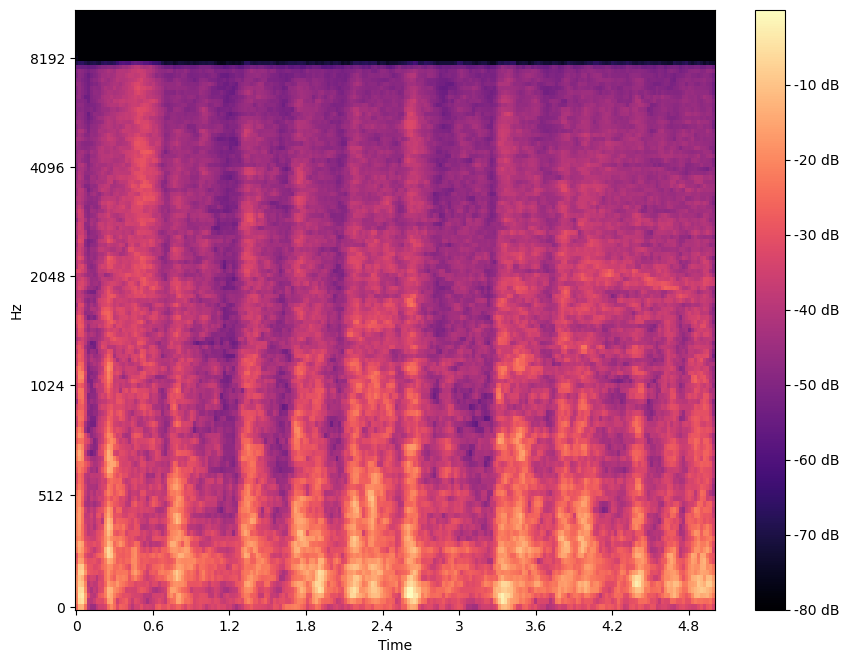 8192
4096
2048
1024
512
0
Hz
0 0.6 1.2 1.8 2.4 3 3.6 4.2 4.8
Time
-10 dB
-20 dB
-30 dB
-40 dB
-50 dB
-60 dB
-70 dB
-80 dB